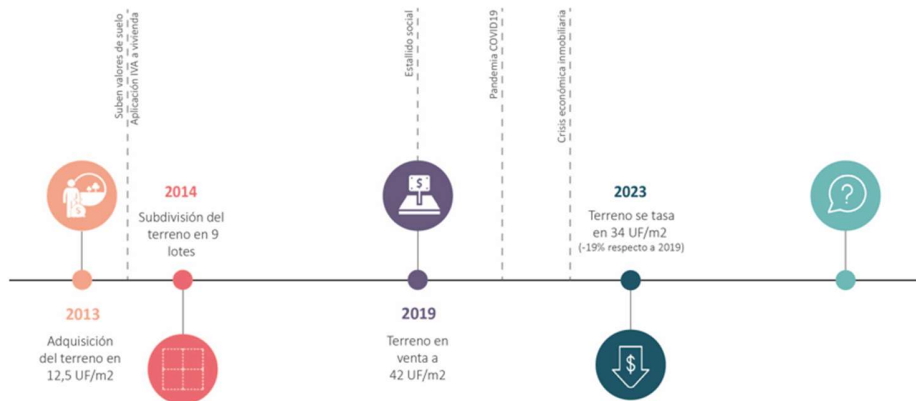 Suben valores de suelo
Aplicación IVA a vivienda
Estallido social
Pandemia COVID19
Crisis económica inmobiliaria
2013
Adquisición
del terreno en
12,5 UF/m2
2014
Subdivisión del
terreno en 9
lotes
$
2019
Terreno en
venta a
42 UF/m2
2023
Terreno se tasa
en 34 UF/m2
(-19% respecto a 2019)
$
?